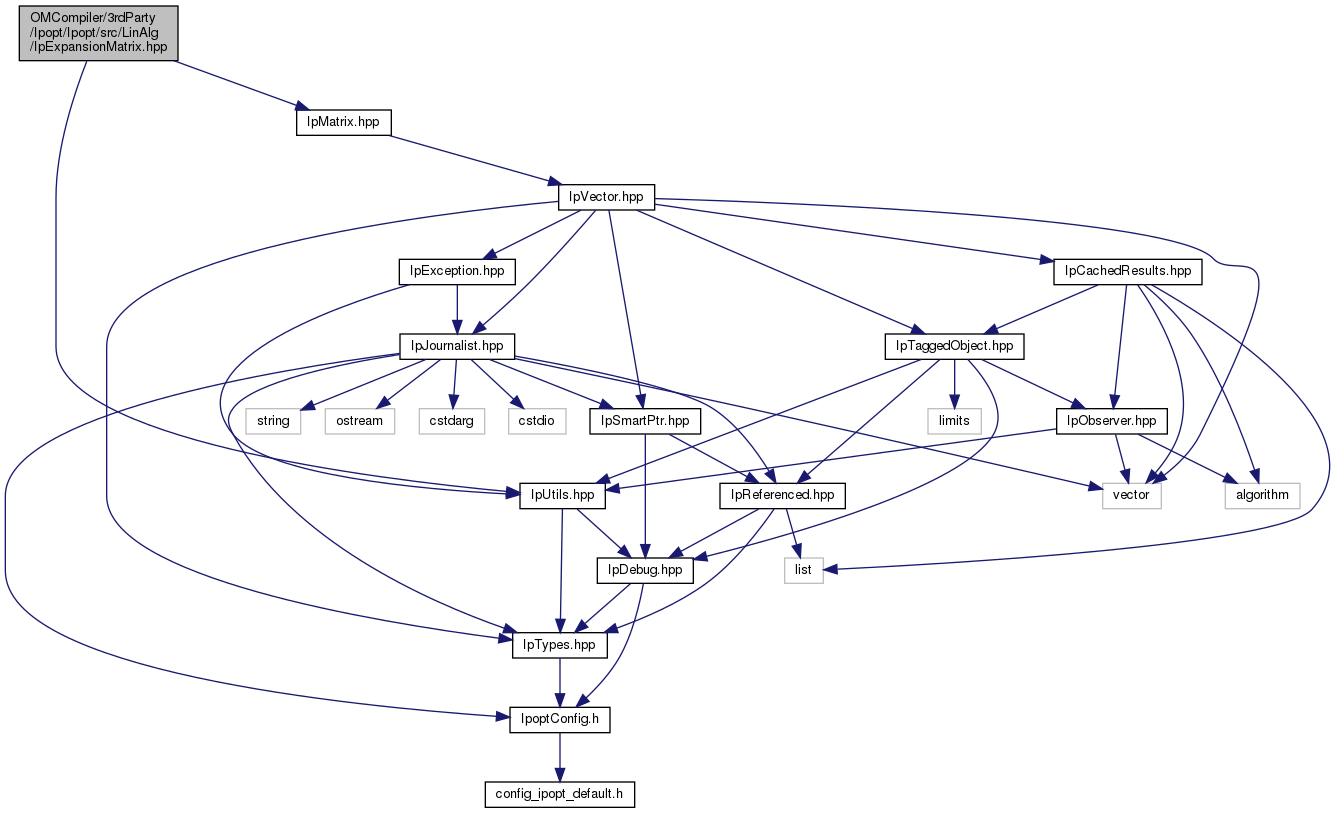 OMCompiler/3rdParty
/Ipopt/Ipopt/src/LinAlg
/IpExpansionMatrix.hpp
IpMatrix.hpp
IpVector.hpp
IpException.hpp
IpCachedResults.hpp
IpJournalist.hpp
IpTaggedObject.hpp
string
ostream
cstdarg
cstdio
IpSmartPtr.hpp
limits
IpObserver.hpp
IpUtils.hpp
IpReferenced.hpp
vector
algorithm
IpDebug.hpp
list
IpTypes.hpp
IpoptConfig.h
config_ipopt_default.h